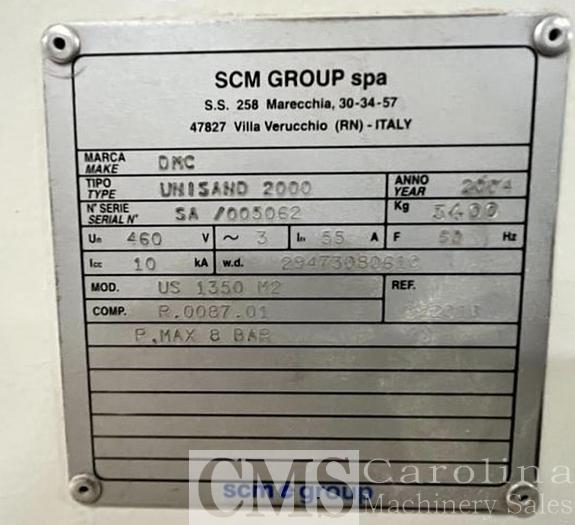 SCM GROUP spa
S.S. 258 Marecchia, 30-34-57
47827 Villa Verucchio (RN) - ITALY
MARCA
MAKE DMC
TIPO
TYPE UNISAND 2000 ANNO
YEAR 2004
N° SERIE
SERIAL N° SA /005062 Kg 5400
Un 460 V ~ 3 In 55 A F Hz
Icc 10 kA w.d.
MOD. US 1350 M2 REF.
COMP. R.0087.01
P.MAX 8 BAR
CMS Carolina
Machinery Sales
scm group